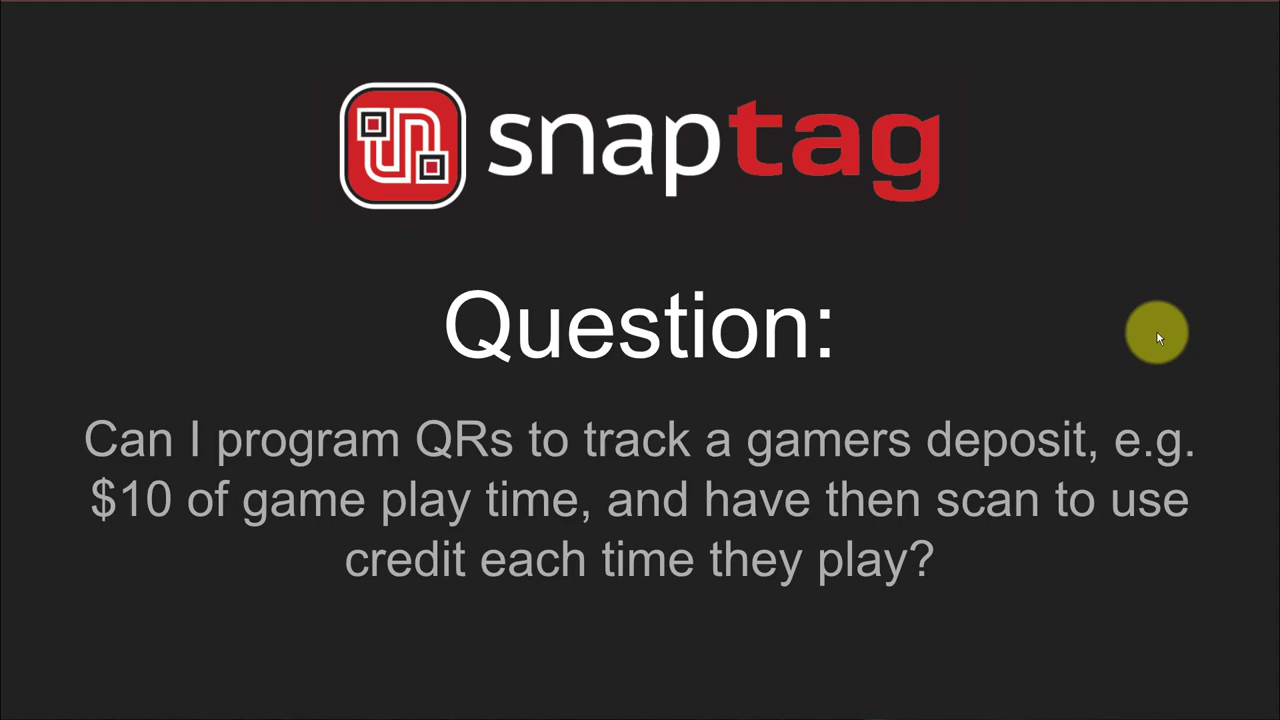 snaptag
Question:
Can I program QRs to track a gamers deposit, e.g.
$10 of game play time, and have then scan to use
credit each time they play?